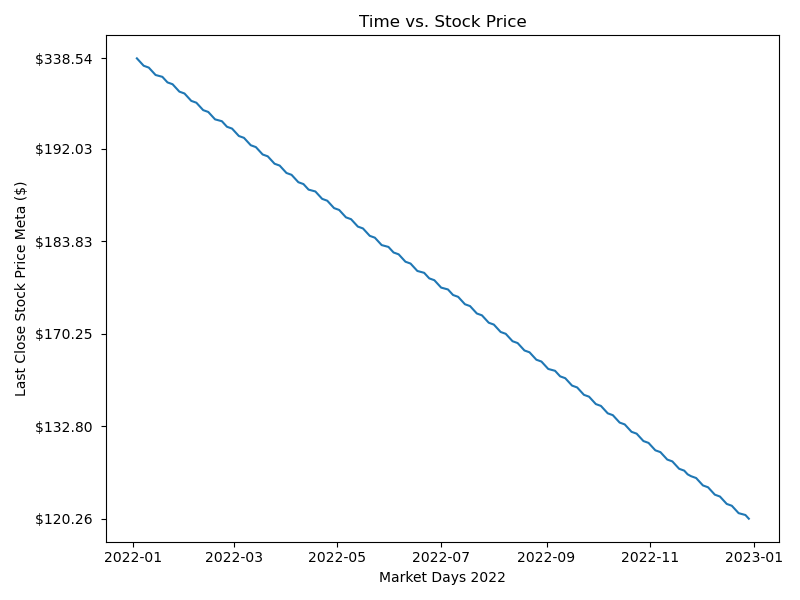 Time vs. Stock Price
Last Close Stock Price Meta ($)
$338.54
$192.03
$183.83
$170.25
$132.80
$120.26
2022-01 2022-03 2022-05 2022-07 2022-09 2022-11 2023-01
Market Days 2022